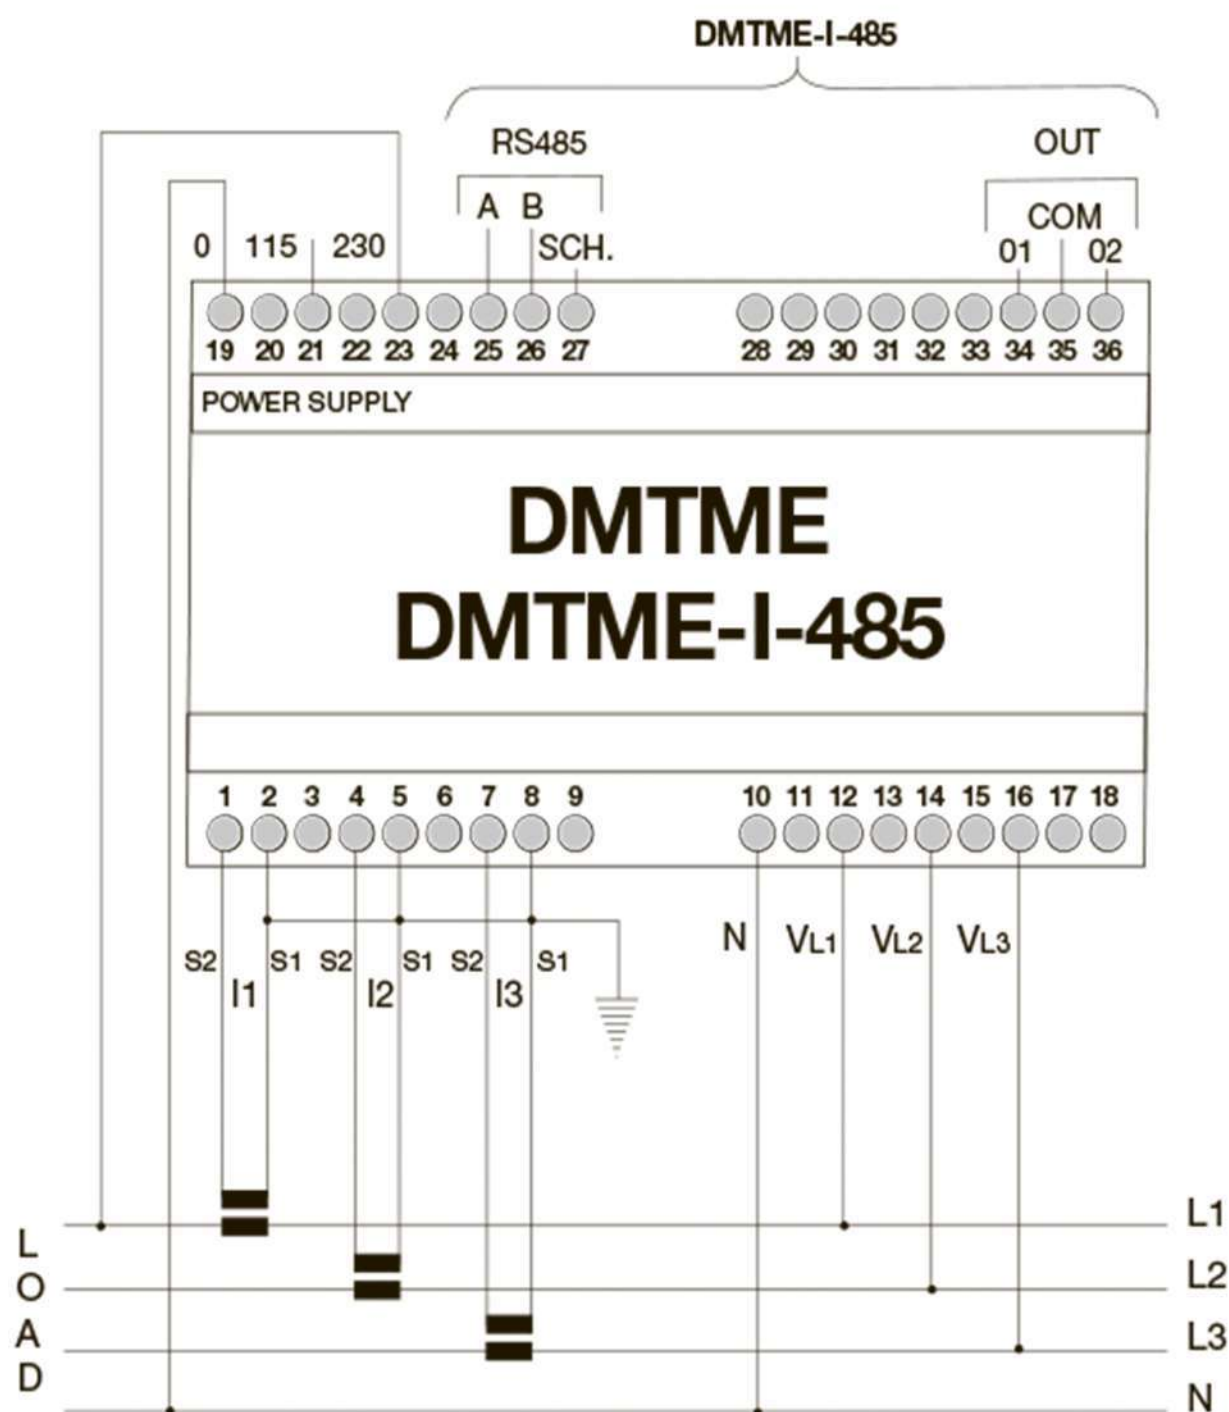 DMTME-I-485
RS485 OUT
A B COM
0 115 230 SCH. 01 02
19 20 21 22 23 24 25 26 27 28 29 30 31 32 33 34 35 36
POWER SUPPLY
DMTME
DMTME-I-485
1 2 3 4 5 6 7 8 9 10 11 12 13 14 15 16 17 18
N VL1 VL2 VL3
S2 S1 S2 S1 S2 S1
I1 I2 I3
L1
L2
L3
N
LOAD